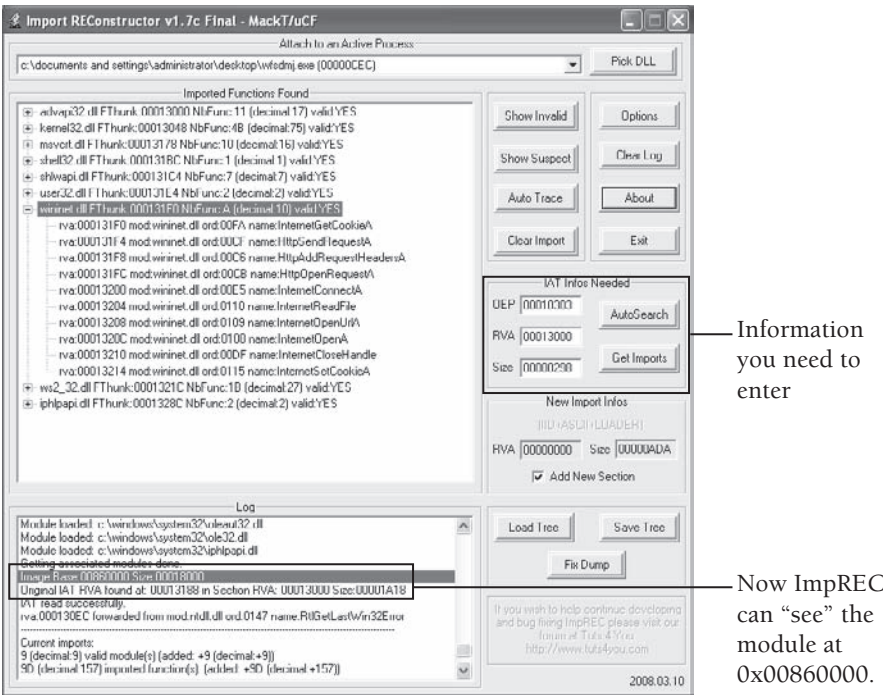 Import REConstructor v1.7c Final - MackT/uCF
Attach to an Active Process
c:\documents and settings\administrator\desktop\wfsdmj.exe (00000CEC)
Pick DLL
Imported Functions Found
advapi32.dll FThunk:00013000 NbFunc:11 (decimal:17) valid:YES
kernel32.dll FThunk:00013048 NbFunc:4B (decimal:75) valid:YES
msvcrt.dll FThunk:00013178 NbFunc:10 (decimal:16) valid:YES
shell32.dll FThunk:000131BC NbFunc:1 (decimal:1) valid:YES
shlwapi.dll FThunk:000131C4 NbFunc:7 (decimal:7) valid:YES
user32.dll FThunk:000131E4 NbFunc:2 (decimal:2) valid:YES
wininet.dll FThunk:000131F0 NbFunc:A (decimal:10) valid:YES
rva:000131F0 mod:wininet.dll ord:00FA name:InternetGetCookieA
rva:000131F4 mod:wininet.dll ord:00CF name:HttpSendRequestA
rva:000131F8 mod:wininet.dll ord:00C6 name:HttpAddRequestHeadersA
rva:000131FC mod:wininet.dll ord:00CB name:HttpOpenRequestA
rva:00013200 mod:wininet.dll ord:00E5 name:InternetConnectA
rva:00013204 mod:wininet.dll ord:0110 name:InternetReadFile
rva:00013208 mod:wininet.dll ord:0109 name:InternetOpenUrlA
rva:0001320C mod:wininet.dll ord:0100 name:InternetOpenA
rva:00013210 mod:wininet.dll ord:00DF name:InternetCloseHandle
rva:00013214 mod:wininet.dll ord:0115 name:InternetSetCookieA
ws2_32.dll FThunk:0001321C NbFunc:1B (decimal:27) valid:YES
iphlpapi.dll FThunk:0001328C NbFunc:2 (decimal:2) valid:YES
Show Invalid
Options
Show Suspect
Clear Log
Auto Trace
About
Clear Import
Exit
IAT Infos Needed
OEP 00010303
AutoSearch
RVA 00013000
Size 00000298
Get Imports
Information
you need to
enter
New Import Infos
(IID+ASCII+LOADER)
RVA 00000000 Size 00000ADA
Add New Section
Log
Module loaded: c:\windows\system32\oleaut32.dll
Module loaded: c:\windows\system32\ole32.dll
Module loaded: c:\windows\system32\iphlpapi.dll
Getting associated modules done.
Image Base:00860000 Size:00018000
Original IAT RVA found at: 00013188 in Section RVA: 00013000 Size:00001A18
IAT read successfully.
rva:000130EC forwarded from mod:ntdll.dll ord:0147 name:RtlGetLastWin32Error
Current imports:
9 (decimal:9) valid module(s) (added: +9 (decimal:+9))
9D (decimal:157) imported function(s). (added: +9D (decimal:+157))
Load Tree
Save Tree
Fix Dump
If you wish to help continue developing
and bug fixing ImpREC please visit our
forum at Tuts4You
http://www.tuts4you.com
2008.03.10
Now ImpREC
can “see” the
module at
0x00860000.